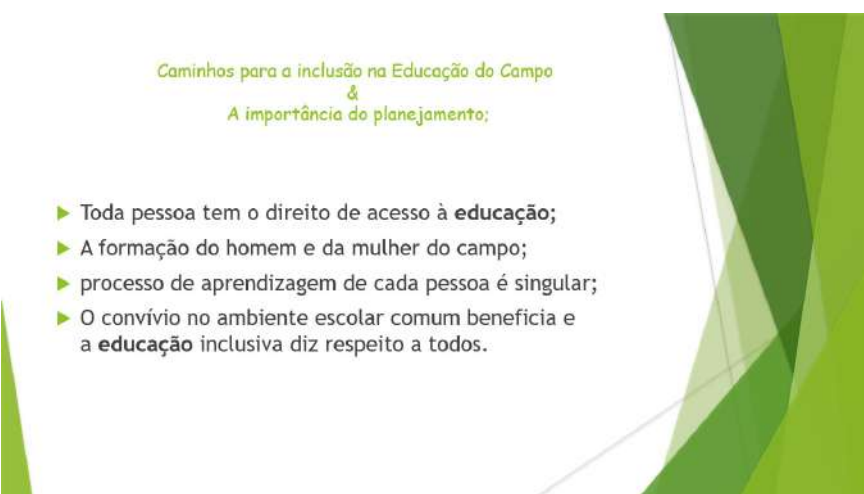 Caminhos para a inclusão na Educação do Campo
&
A importância do planejamento;
Toda pessoa tem o direito de acesso à educação;
A formação do homem e da mulher do campo;
processo de aprendizagem de cada pessoa é singular;
O convívio no ambiente escolar comum beneficia e
a educação inclusiva diz respeito a todos.